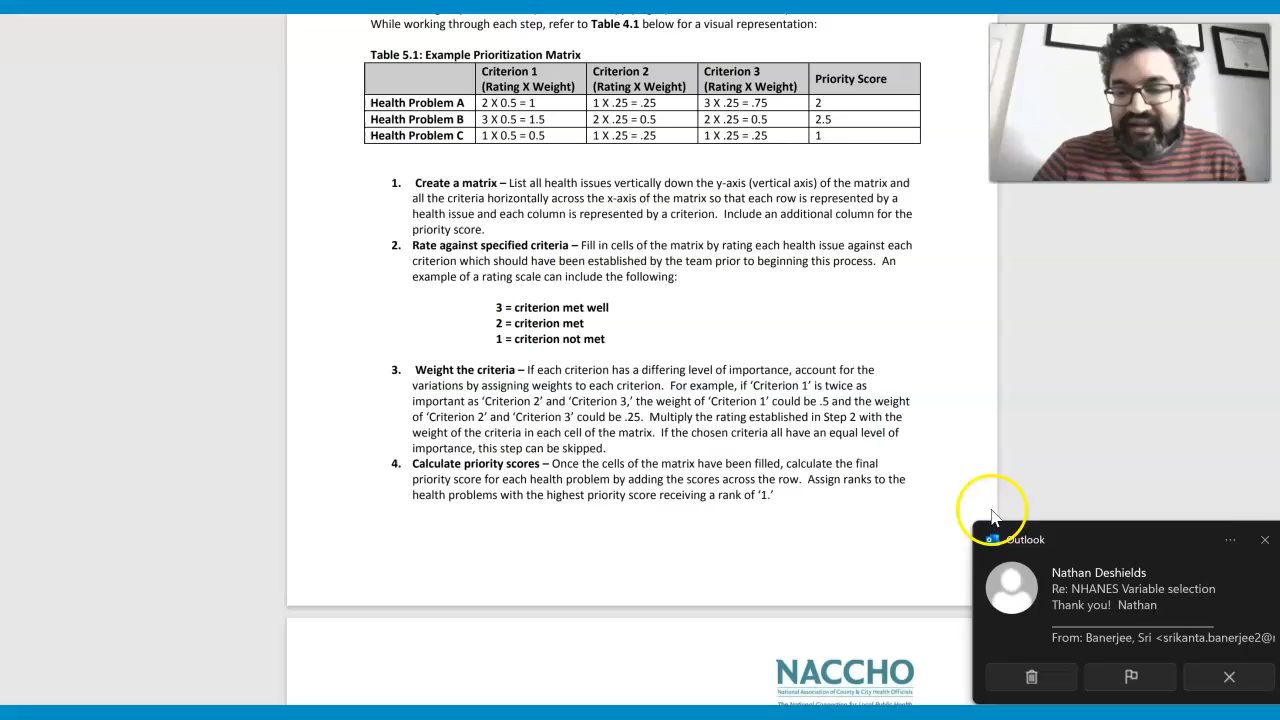 While working through each step, refer to Table 4.1 below for a visual representation:
Table 5.1: Example Prioritization Matrix
Criterion 1 (Rating X Weight) Criterion 2 (Rating X Weight) Criterion 3 (Rating X Weight) Priority Score
Health Problem A 2 X 0.5 = 1 1 X .25 = .25 3 X .25 = .75 2
Health Problem B 3 X 0.5 = 1.5 2 X .25 = 0.5 2 X .25 = 0.5 2.5
Health Problem C 1 X 0.5 = 0.5 1 X .25 = .25 1 X .25 = .25 1
1. Create a matrix – List all health issues vertically down the y-axis (vertical axis) of the matrix and
all the criteria horizontally across the x-axis of the matrix so that each row is represented by a
health issue and each column is represented by a criterion. Include an additional column for the
priority score.
2. Rate against specified criteria – Fill in cells of the matrix by rating each health issue against each
criterion which should have been established by the team prior to beginning this process. An
example of a rating scale can include the following:
3 = criterion met well
2 = criterion met
1 = criterion not met
3. Weight the criteria – If each criterion has a differing level of importance, account for the
variations by assigning weights to each criterion. For example, if ‘Criterion 1’ is twice as
important as ‘Criterion 2’ and ‘Criterion 3,’ the weight of ‘Criterion 1’ could be .5 and the weight
of ‘Criterion 2’ and ‘Criterion 3’ could be .25. Multiply the rating established in Step 2 with the
weight of the criteria in each cell of the matrix. If the chosen criteria all have an equal level of
importance, this step can be skipped.
4. Calculate priority scores – Once the cells of the matrix have been filled, calculate the final
priority score for each health problem by adding the scores across the row. Assign ranks to the
health problems with the highest priority score receiving a rank of ‘1.’
Outlook
Nathan Deshields
Re: NHANES Variable selection
Thank you! Nathan
From: Banerjee, Sri <srikanta.banerjee2@
NACCHO
National Association of County & City Health Officials